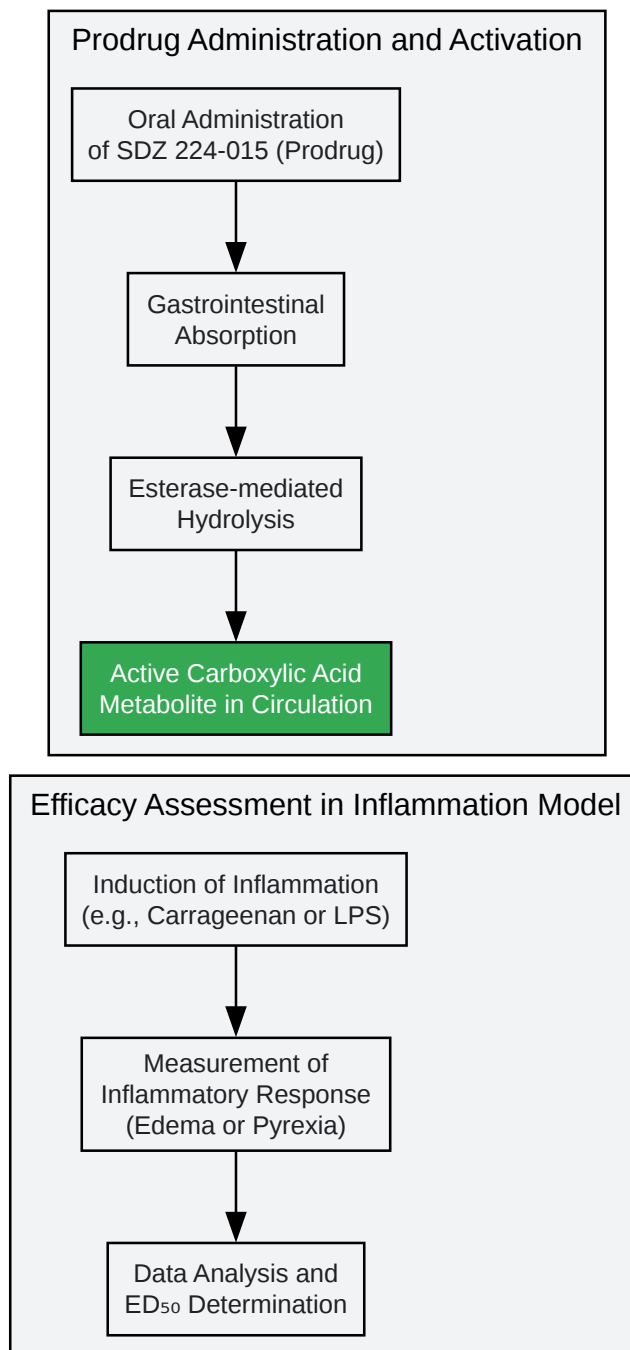 Prodrug Administration and Activation
Oral Administration
of SDZ 224-015 (Prodrug)
Gastrointestinal
Absorption
Esterase-mediated
Hydrolysis
Active Carboxylic Acid
Metabolite in Circulation
Efficacy Assessment in Inflammation Model
Induction of Inflammation
(e.g., Carrageenan or LPS)
Measurement of
Inflammatory Response
(Edema or Pyrexia)
Data Analysis and
ED₅₀ Determination